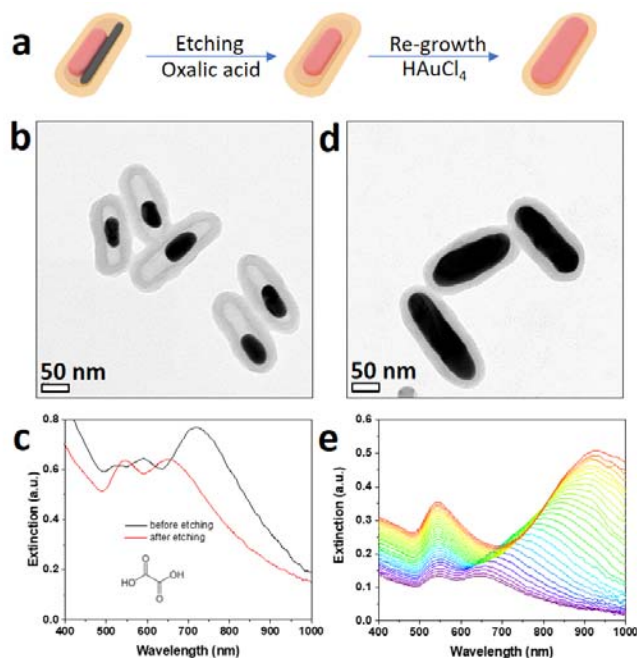 a
Etching
Oxalic acid
Re-growth
HAuCl₄
b
50 nm
d
50 nm
c
Extinction (a.u.)
0.8
0.6
0.4
0.2
0.0
before etching
after etching
O
OH
HO
O
400 500 600 700 800 900 1000
Wavelength (nm)
e
Extinction (a.u.)
0.6
0.5
0.4
0.3
0.2
0.1
0.0
400 500 600 700 800 900 1000
Wavelength (nm)